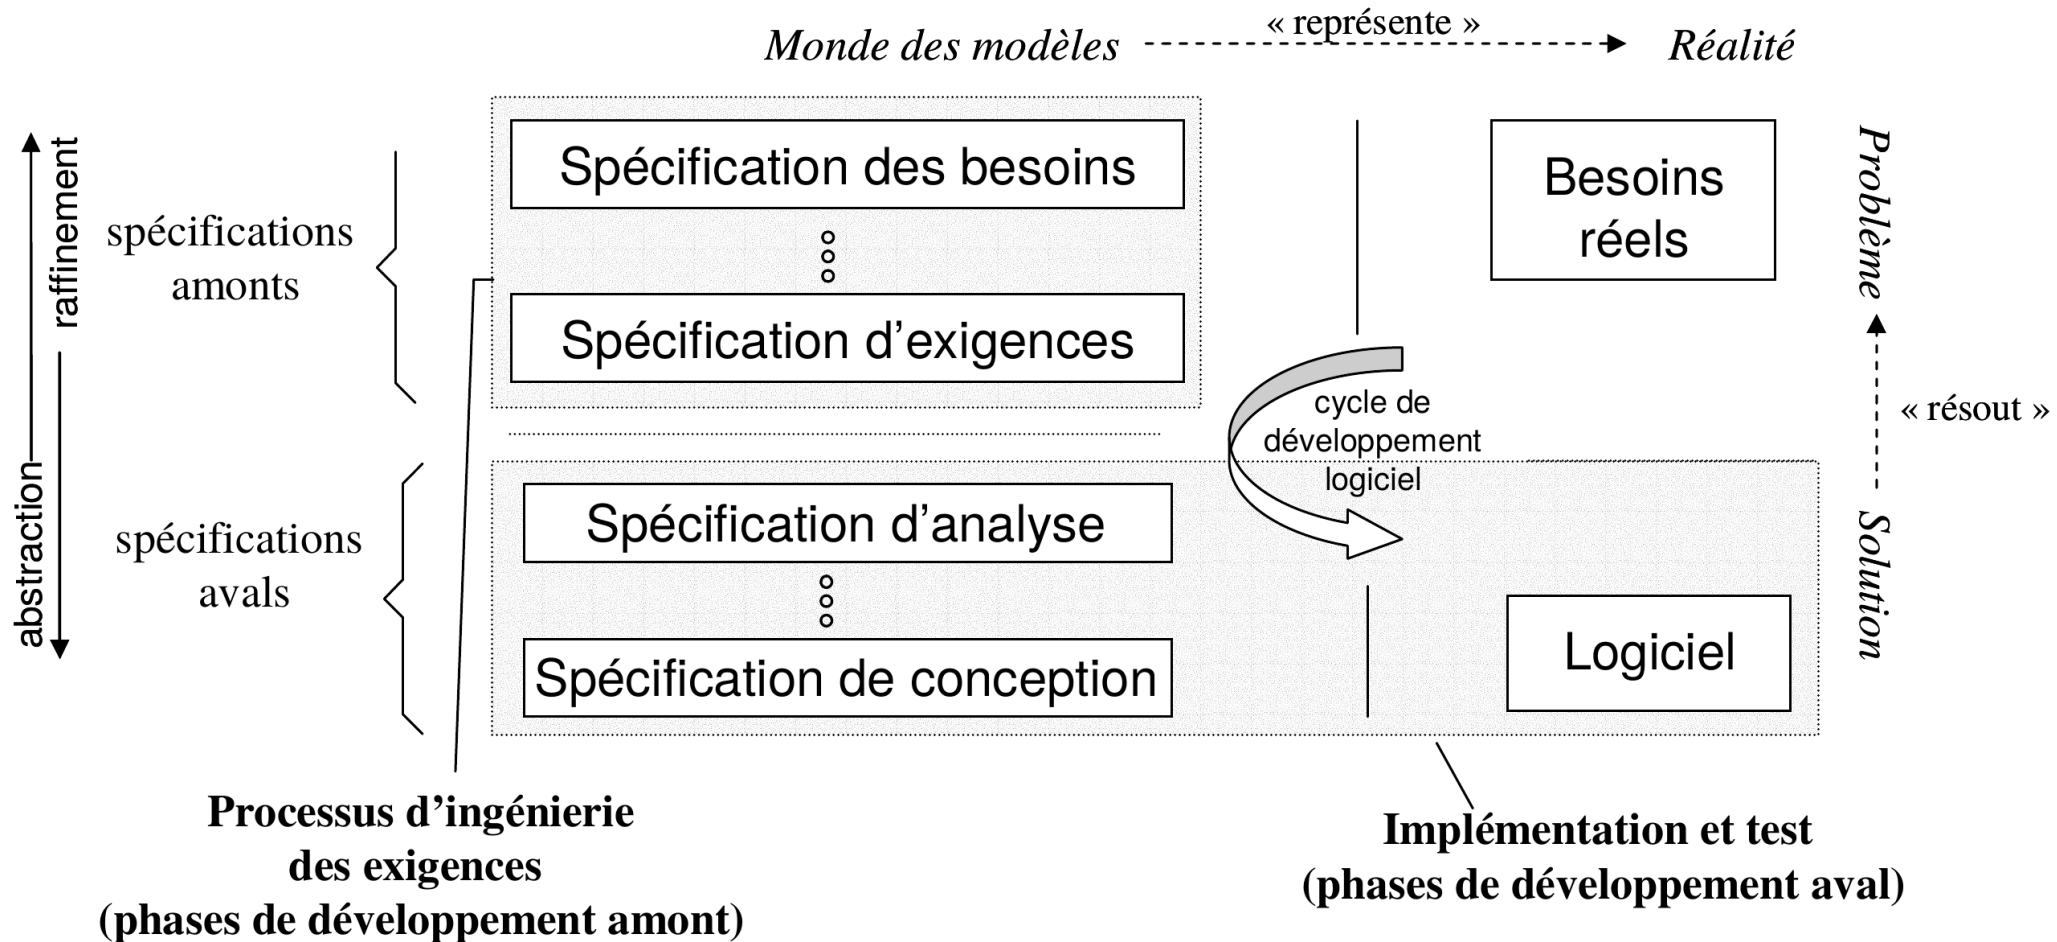 « représente »
Monde des modèles
Réalité
Spécification des besoins
Besoins
réels
Problème
raffinement
spécifications
amonts
Spécification d’exigences
cycle de
développement
logiciel
« résout »
abstraction
spécifications
avals
Spécification d’analyse
Solution
Spécification de conception
Logiciel
Processus d’ingénierie
des exigences
(phases de développement amont)
Implémentation et test
(phases de développement aval)